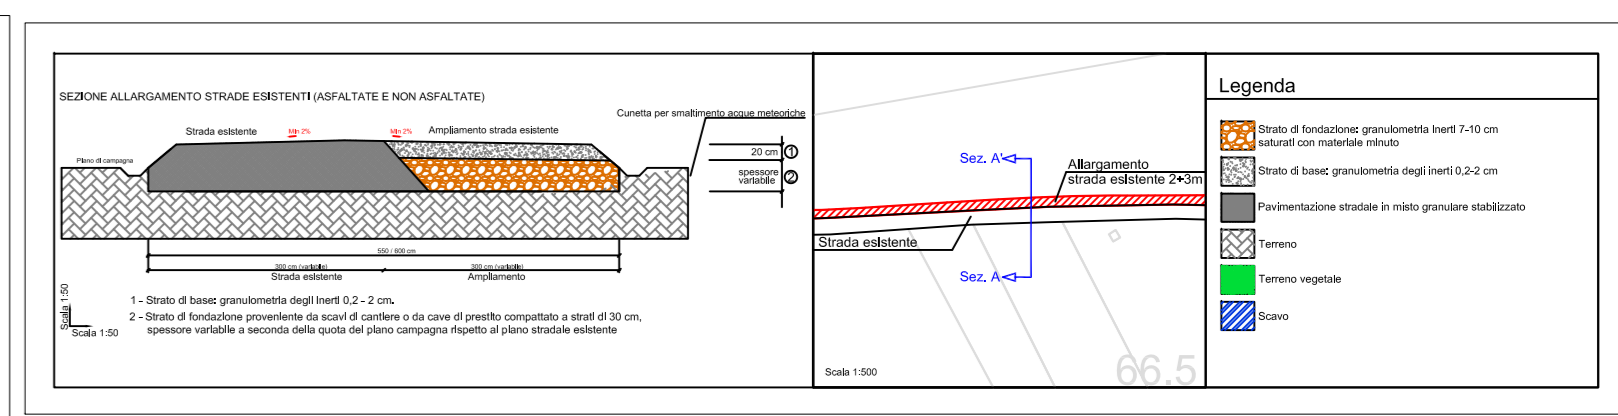 SEZIONE ALLARGAMENTO STRADE ESISTENTI (ASFALTATE E NON ASFALTATE)
Cunetta per smaltimento acque meteoriche
Strada esistente
Min 2%
Min 2%
Ampliamento strada esistente
Plano di campagna
20 cm
1
spessore
variabile
2
550 / 600 cm
300 cm (variabile)
300 cm (variabile)
Strada esistente
Ampliamento
Scala 1:50
Scala 1:50
1 - Strato di base: granulometria degli inerti 0,2 - 2 cm.
2 - Strato di fondazione proveniente da scavi di cantiere o da cave di prestito compattato a strati di 30 cm,
spessore variabile a seconda della quota del piano campagna rispetto al piano stradale esistente
Sez. A'
Allargamento
strada esistente 2÷3m
Strada esistente
Sez. A
66.5
Scala 1:500
Legenda
Strato di fondazione: granulometria inerti 7-10 cm
saturati con materiale minuto
Strato di base: granulometria degli inerti 0,2-2 cm
Pavimentazione stradale in misto granulare stabilizzato
Terreno
Terreno vegetale
Scavo